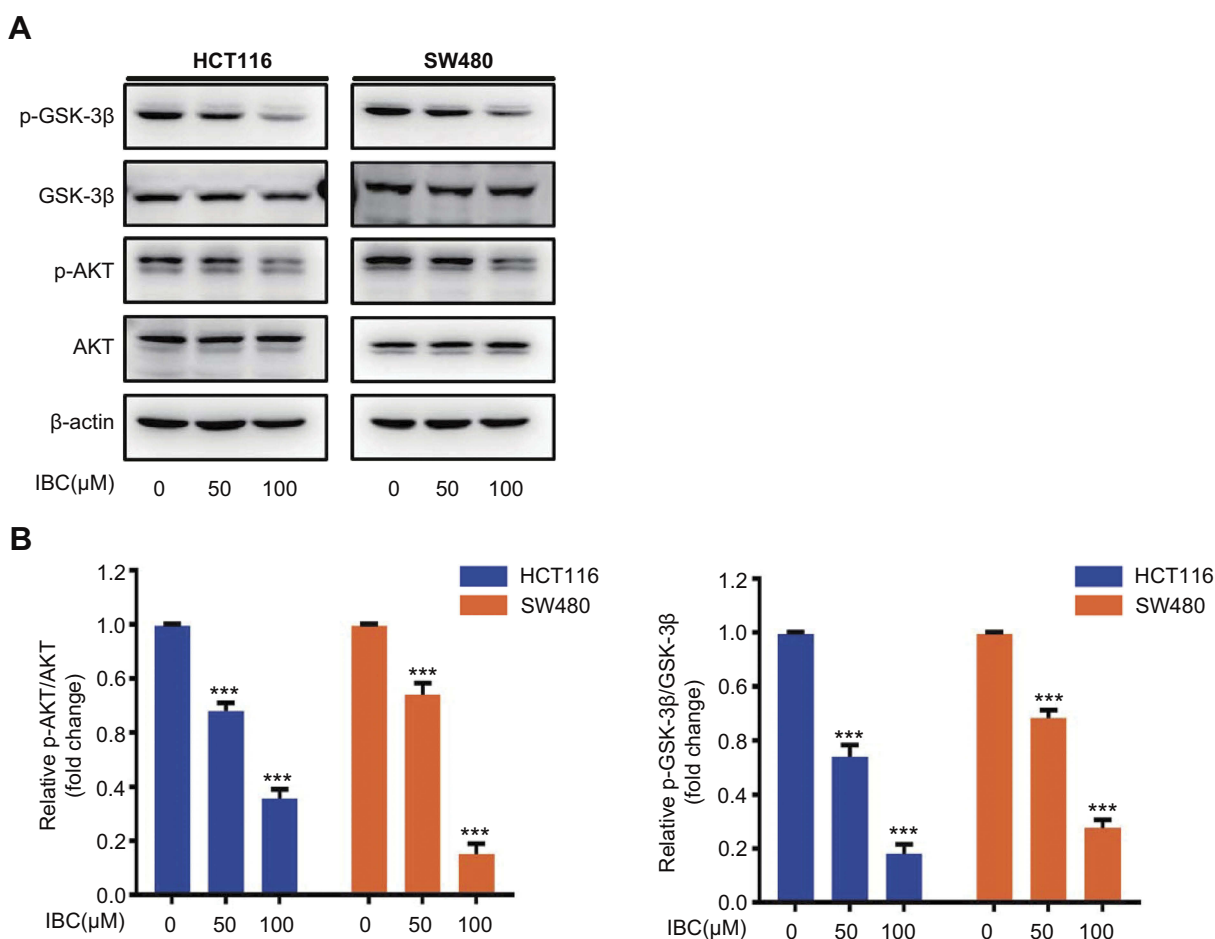 A
HCT116 SW480
p-GSK-3β
GSK-3β
p-AKT
AKT
β-actin
IBC(μM) 0 50 100 0 50 100
B
Relative p-AKT/AKT
(fold change)
1.2
1.0
0.6
0.8
0.4
0.2
0.0
HCT116
SW480
*** *** *** ***
IBC(μM) 0 50 100 0 50 100
Relative p-GSK-3β/GSK-3β
(fold change)
1.2
1.0
0.6
0.8
0.4
0.2
0.0
HCT116
SW480
*** *** *** ***
IBC(μM) 0 50 100 0 50 100